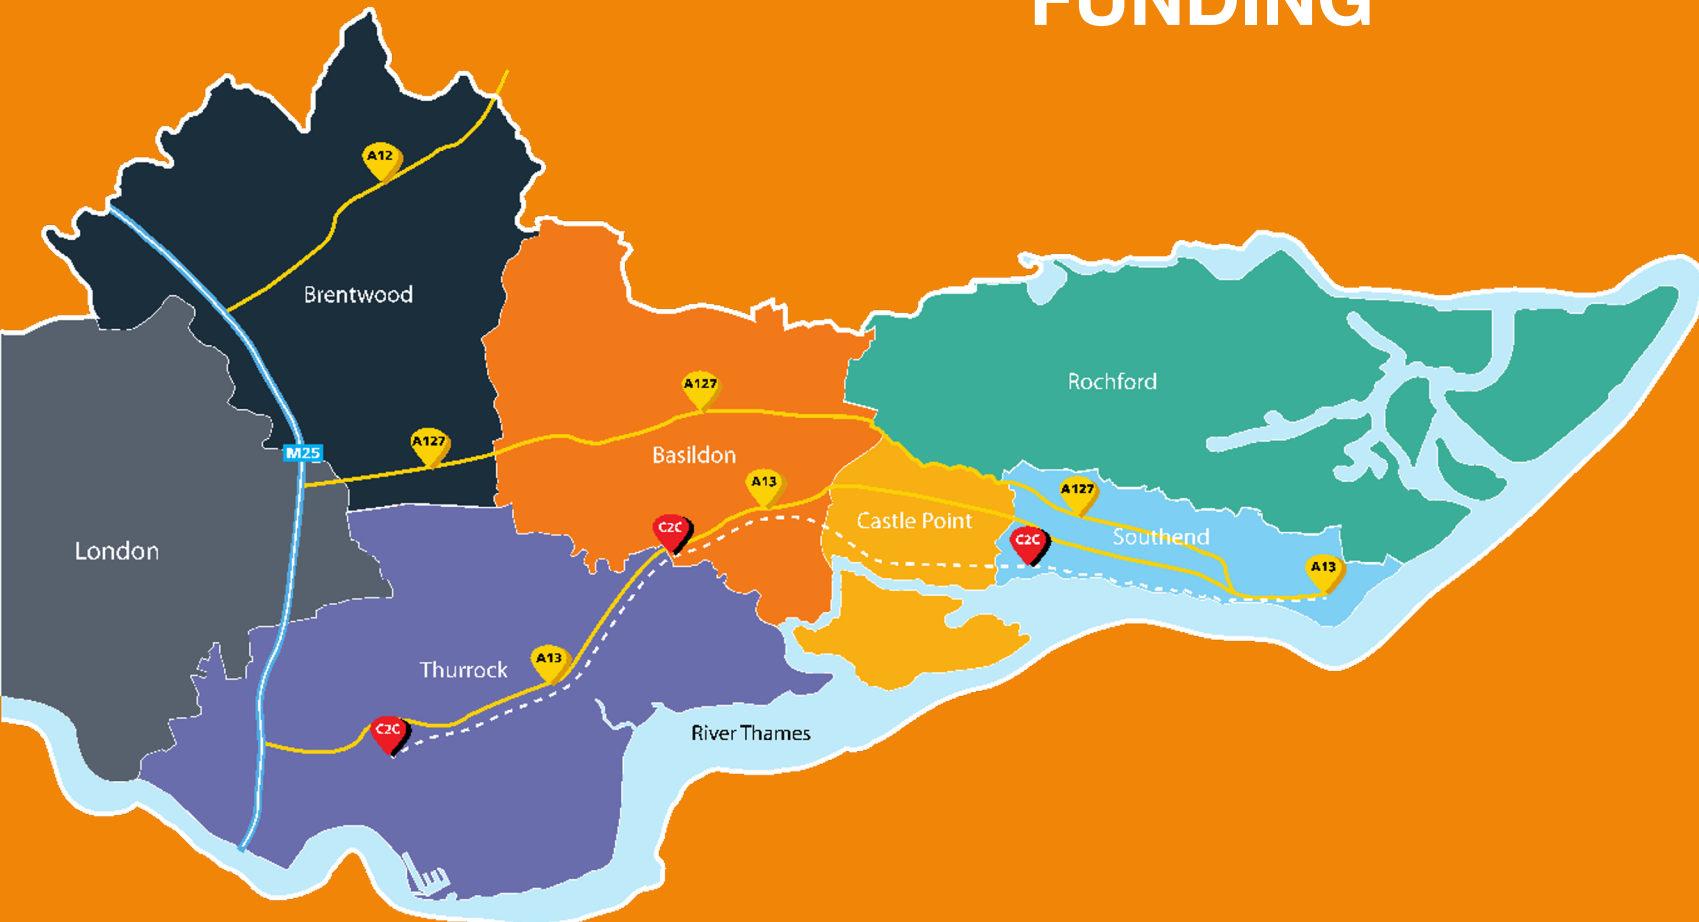 FUNDING
A12
Brentwood
A127
Rochford
A127
M25
Basildon
A13
A127
Castle Point
C2C
Southend
C2C
London
A13
Thurrock
A13
C2C
River Thames